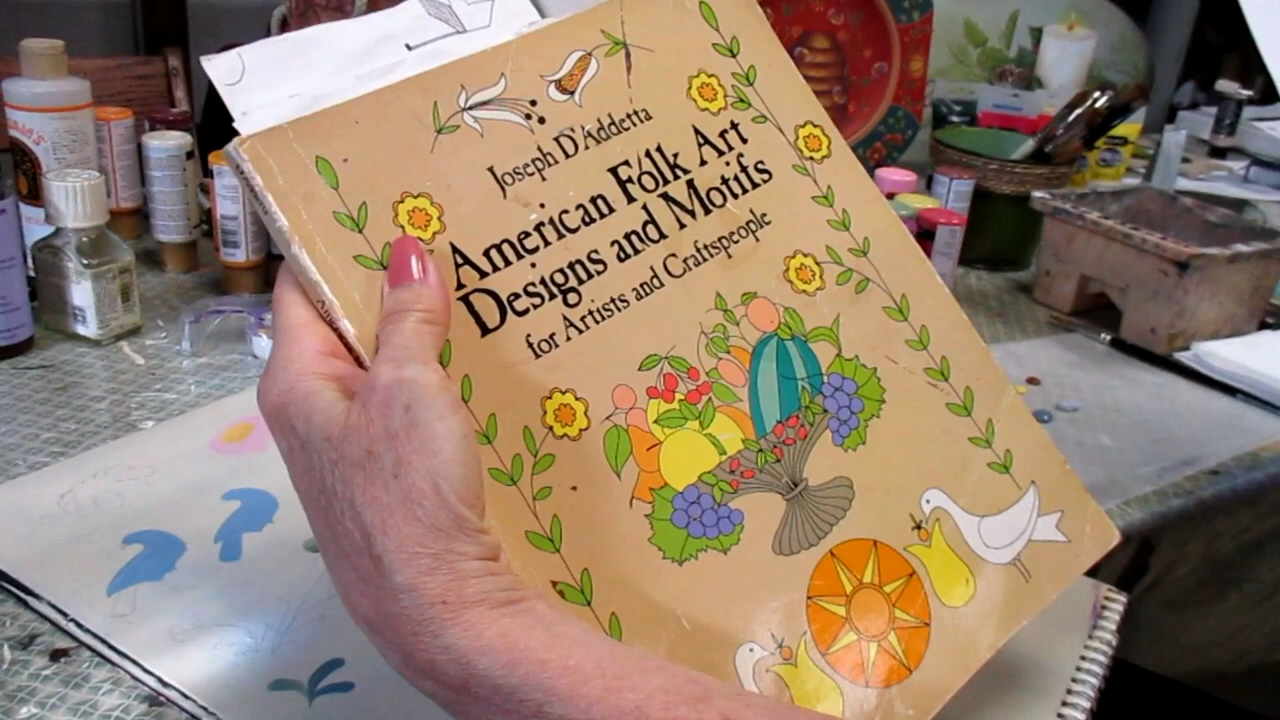 Joseph D'Addetta
American Folk Art
Designs and Motifs
for Artists and Craftspeople